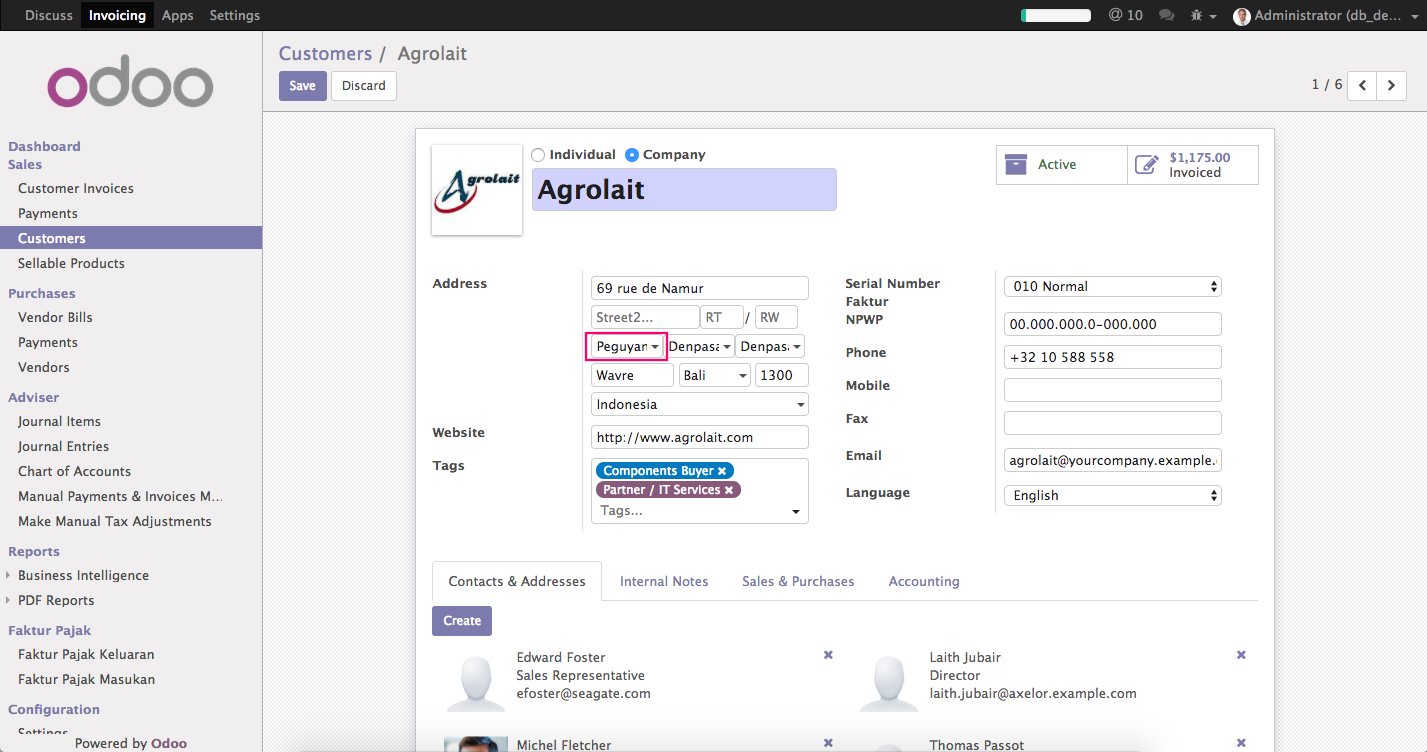 Discuss Invoicing Apps Settings
@ 10 Administrator (db_de...
odoo
Customers / Agrolait
Save Discard
1 / 6
Dashboard
Sales
Customer Invoices
Payments
Customers
Sellable Products
Purchases
Vendor Bills
Payments
Vendors
Adviser
Journal Items
Journal Entries
Chart of Accounts
Manual Payments & Invoices M...
Make Manual Tax Adjustments
Reports
Business Intelligence
PDF Reports
Faktur Pajak
Faktur Pajak Keluaran
Faktur Pajak Masukan
Configuration
Settings
Powered by Odoo
Agrolait
Individual Company
Agrolait
Active
$1,175.00
Invoiced
Address
69 rue de Namur
Street2... RT / RW
Peguyan Denpasa Denpasa
Wavre Bali 1300
Indonesia
Website http://www.agrolait.com
Tags
Components Buyer ×
Partner / IT Services ×
Tags...
Serial Number
Faktur
010 Normal
NPWP 00.000.000.0-000.000
Phone +32 10 588 558
Mobile
Fax
Email agrolait@yourcompany.example.
Language English
Contacts & Addresses Internal Notes Sales & Purchases Accounting
Create
Edward Foster
Sales Representative
efoster@seagate.com
Laith Jubair
Director
laith.jubair@axelor.example.com
Michel Fletcher
Thomas Passot